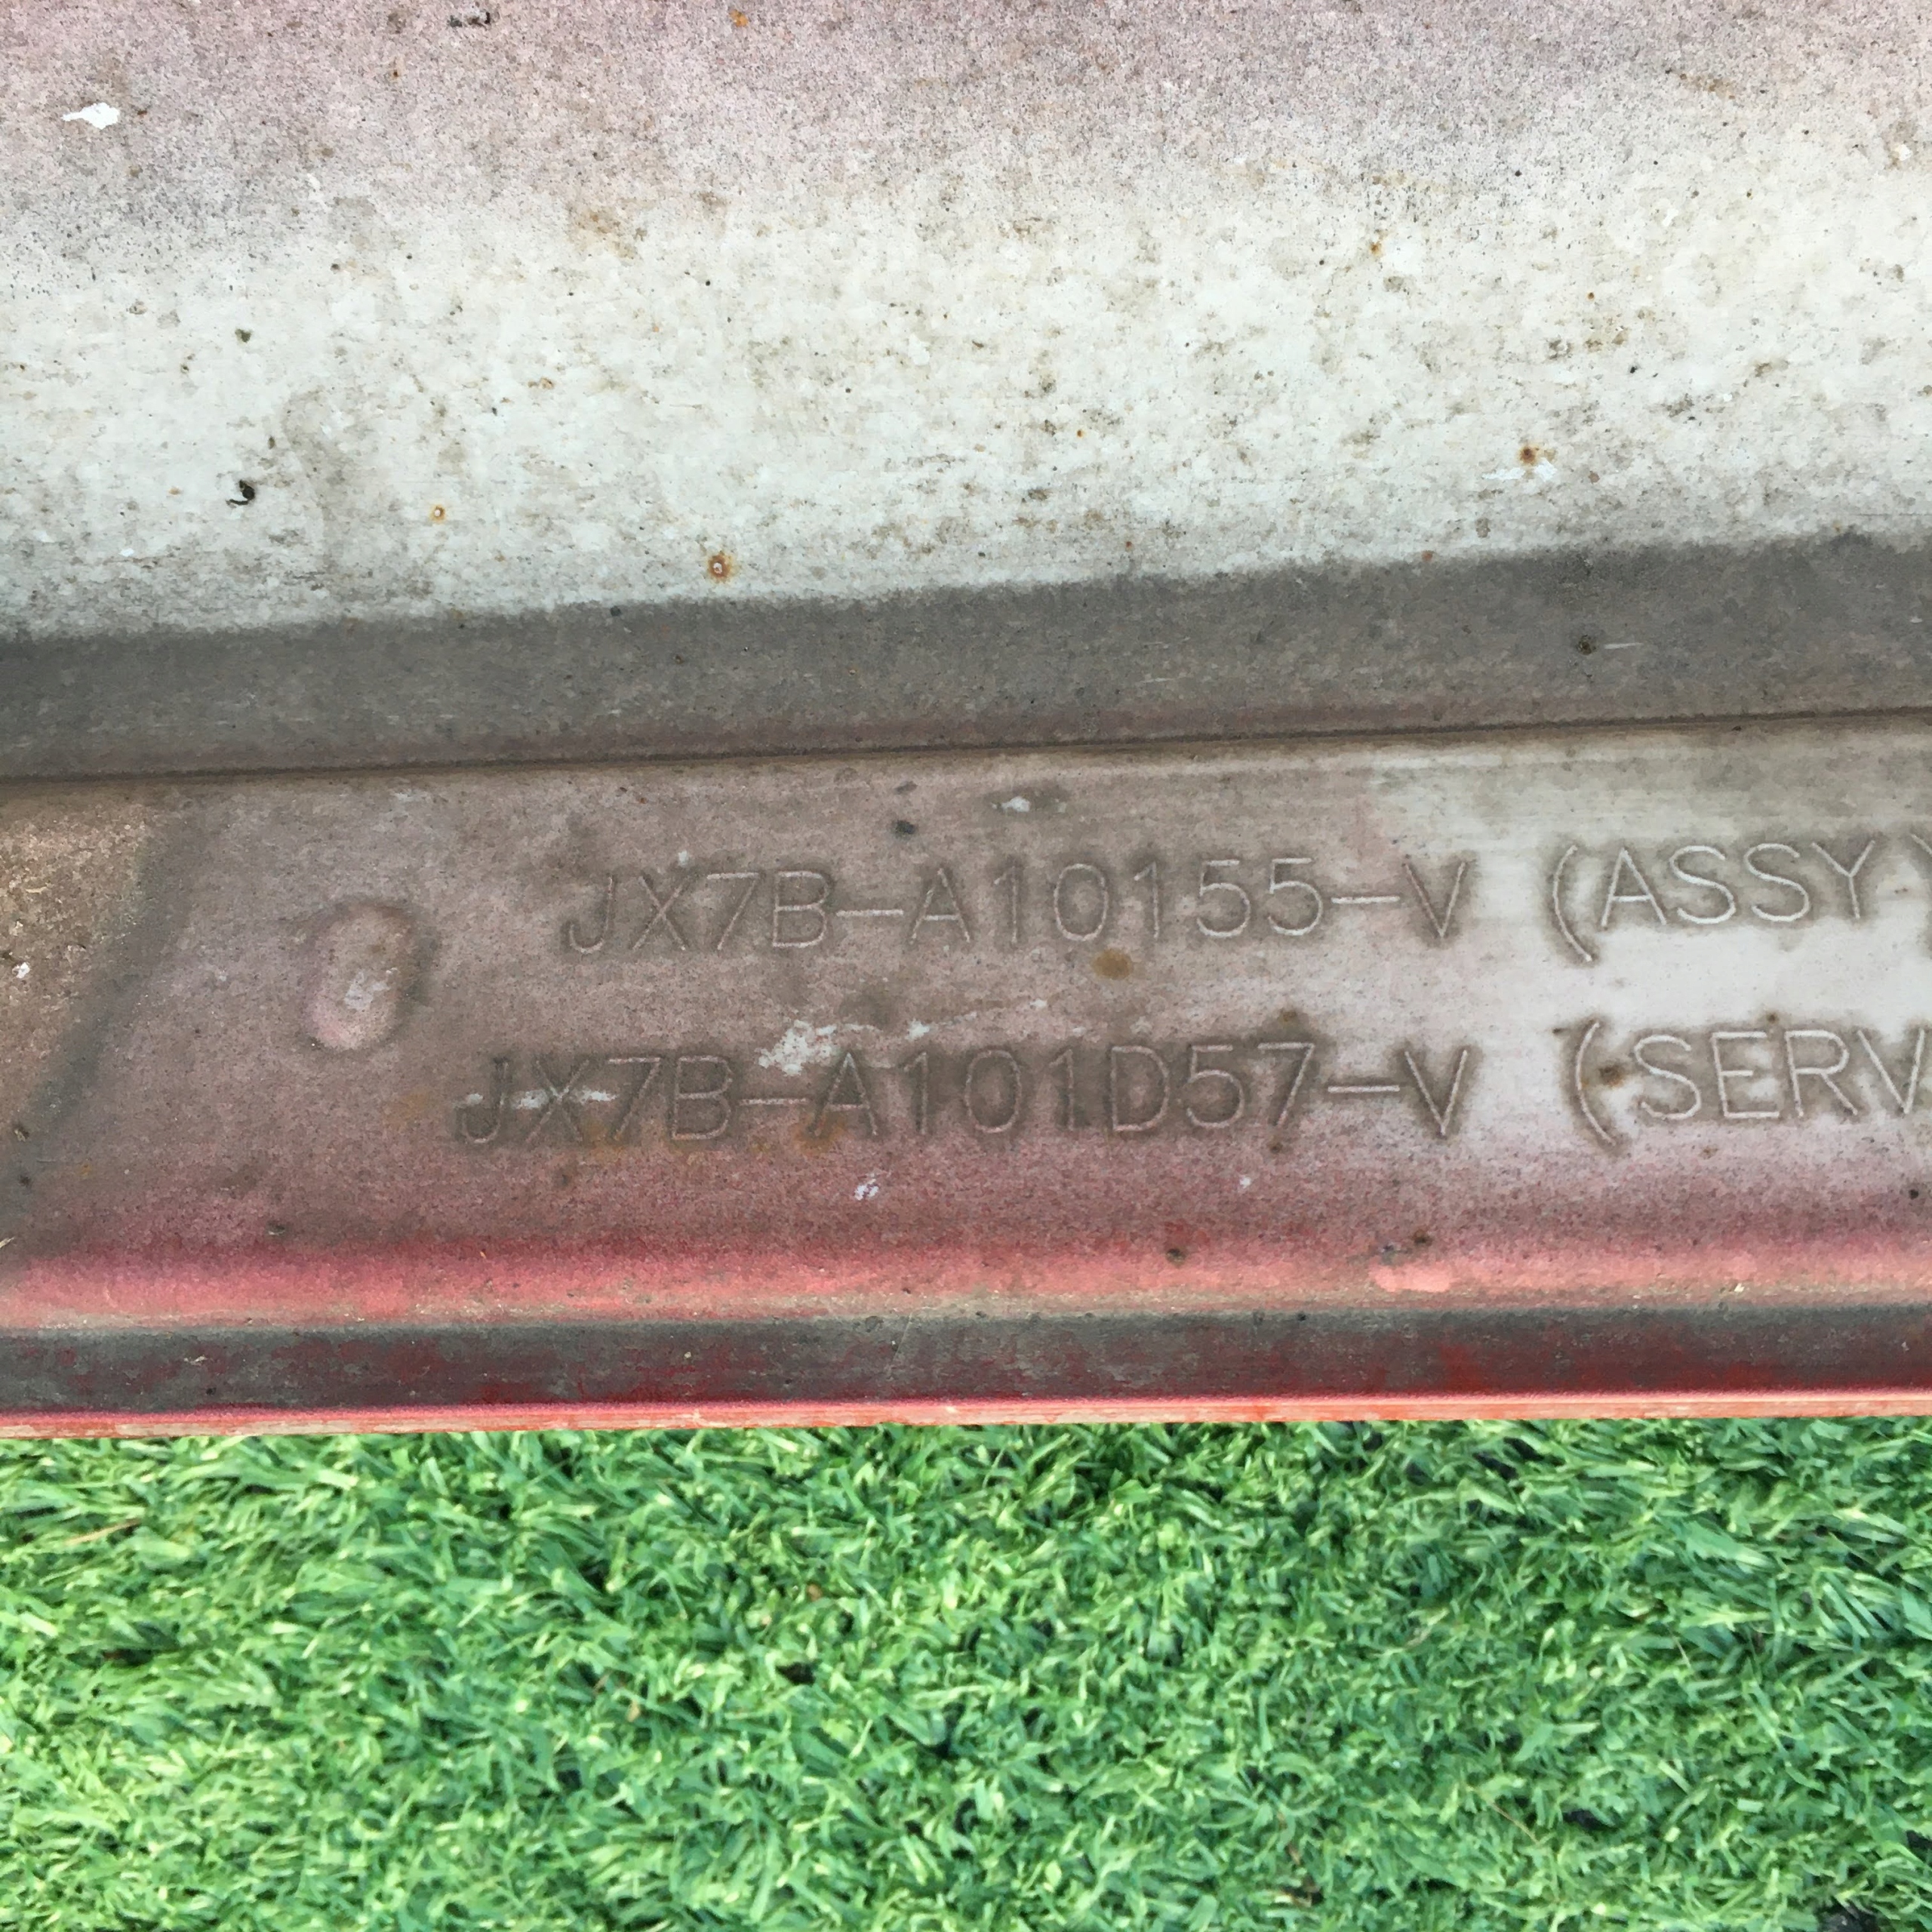 JX7B-A10155-V (ASSY)
JX7B-A101D57-V (SERV